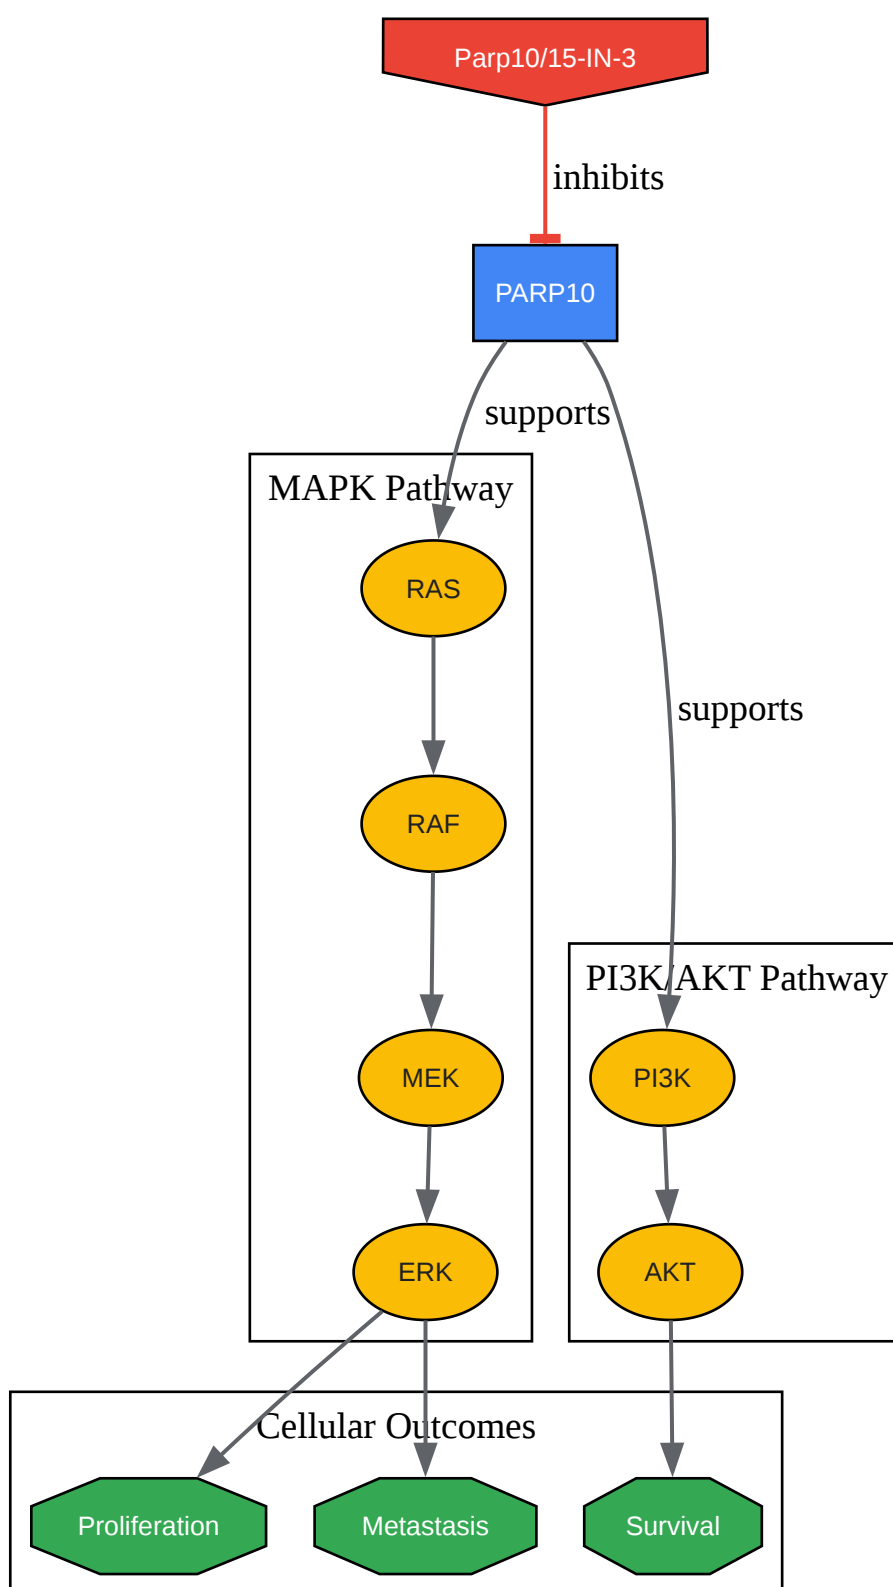 Parp10/15-IN-3
inhibits
PARP10
supports
MAPK Pathway
RAS
supports
RAF
PI3K/AKT Pathway
MEK
PI3K
ERK
AKT
Cellular Outcomes
Proliferation
Metastasis
Survival